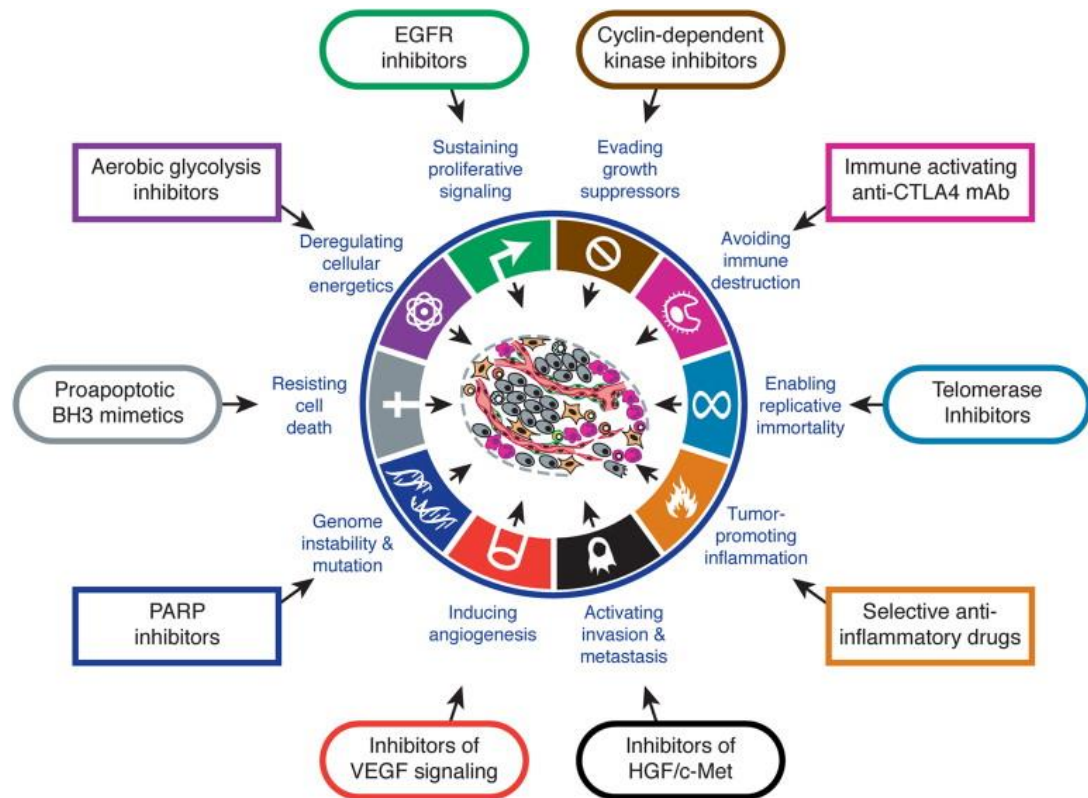 EGFR
inhibitors
Cyclin-dependent
kinase inhibitors
Sustaining
proliferative
signaling
Evading
growth
suppressors
Aerobic glycolysis
inhibitors
Immune activating
anti-CTLA4 mAb
Deregulating
cellular
energetics
Avoiding
immune
destruction
Proapoptotic
BH3 mimetics
Resisting
cell
death
Enabling
replicative
immortality
Telomerase
Inhibitors
Genome
instability &
mutation
Tumor-
promoting
inflammation
PARP
inhibitors
Inducing
angiogenesis
Activating
invasion &
metastasis
Selective anti-
inflammatory drugs
Inhibitors of
VEGF signaling
Inhibitors of
HGF/c-Met